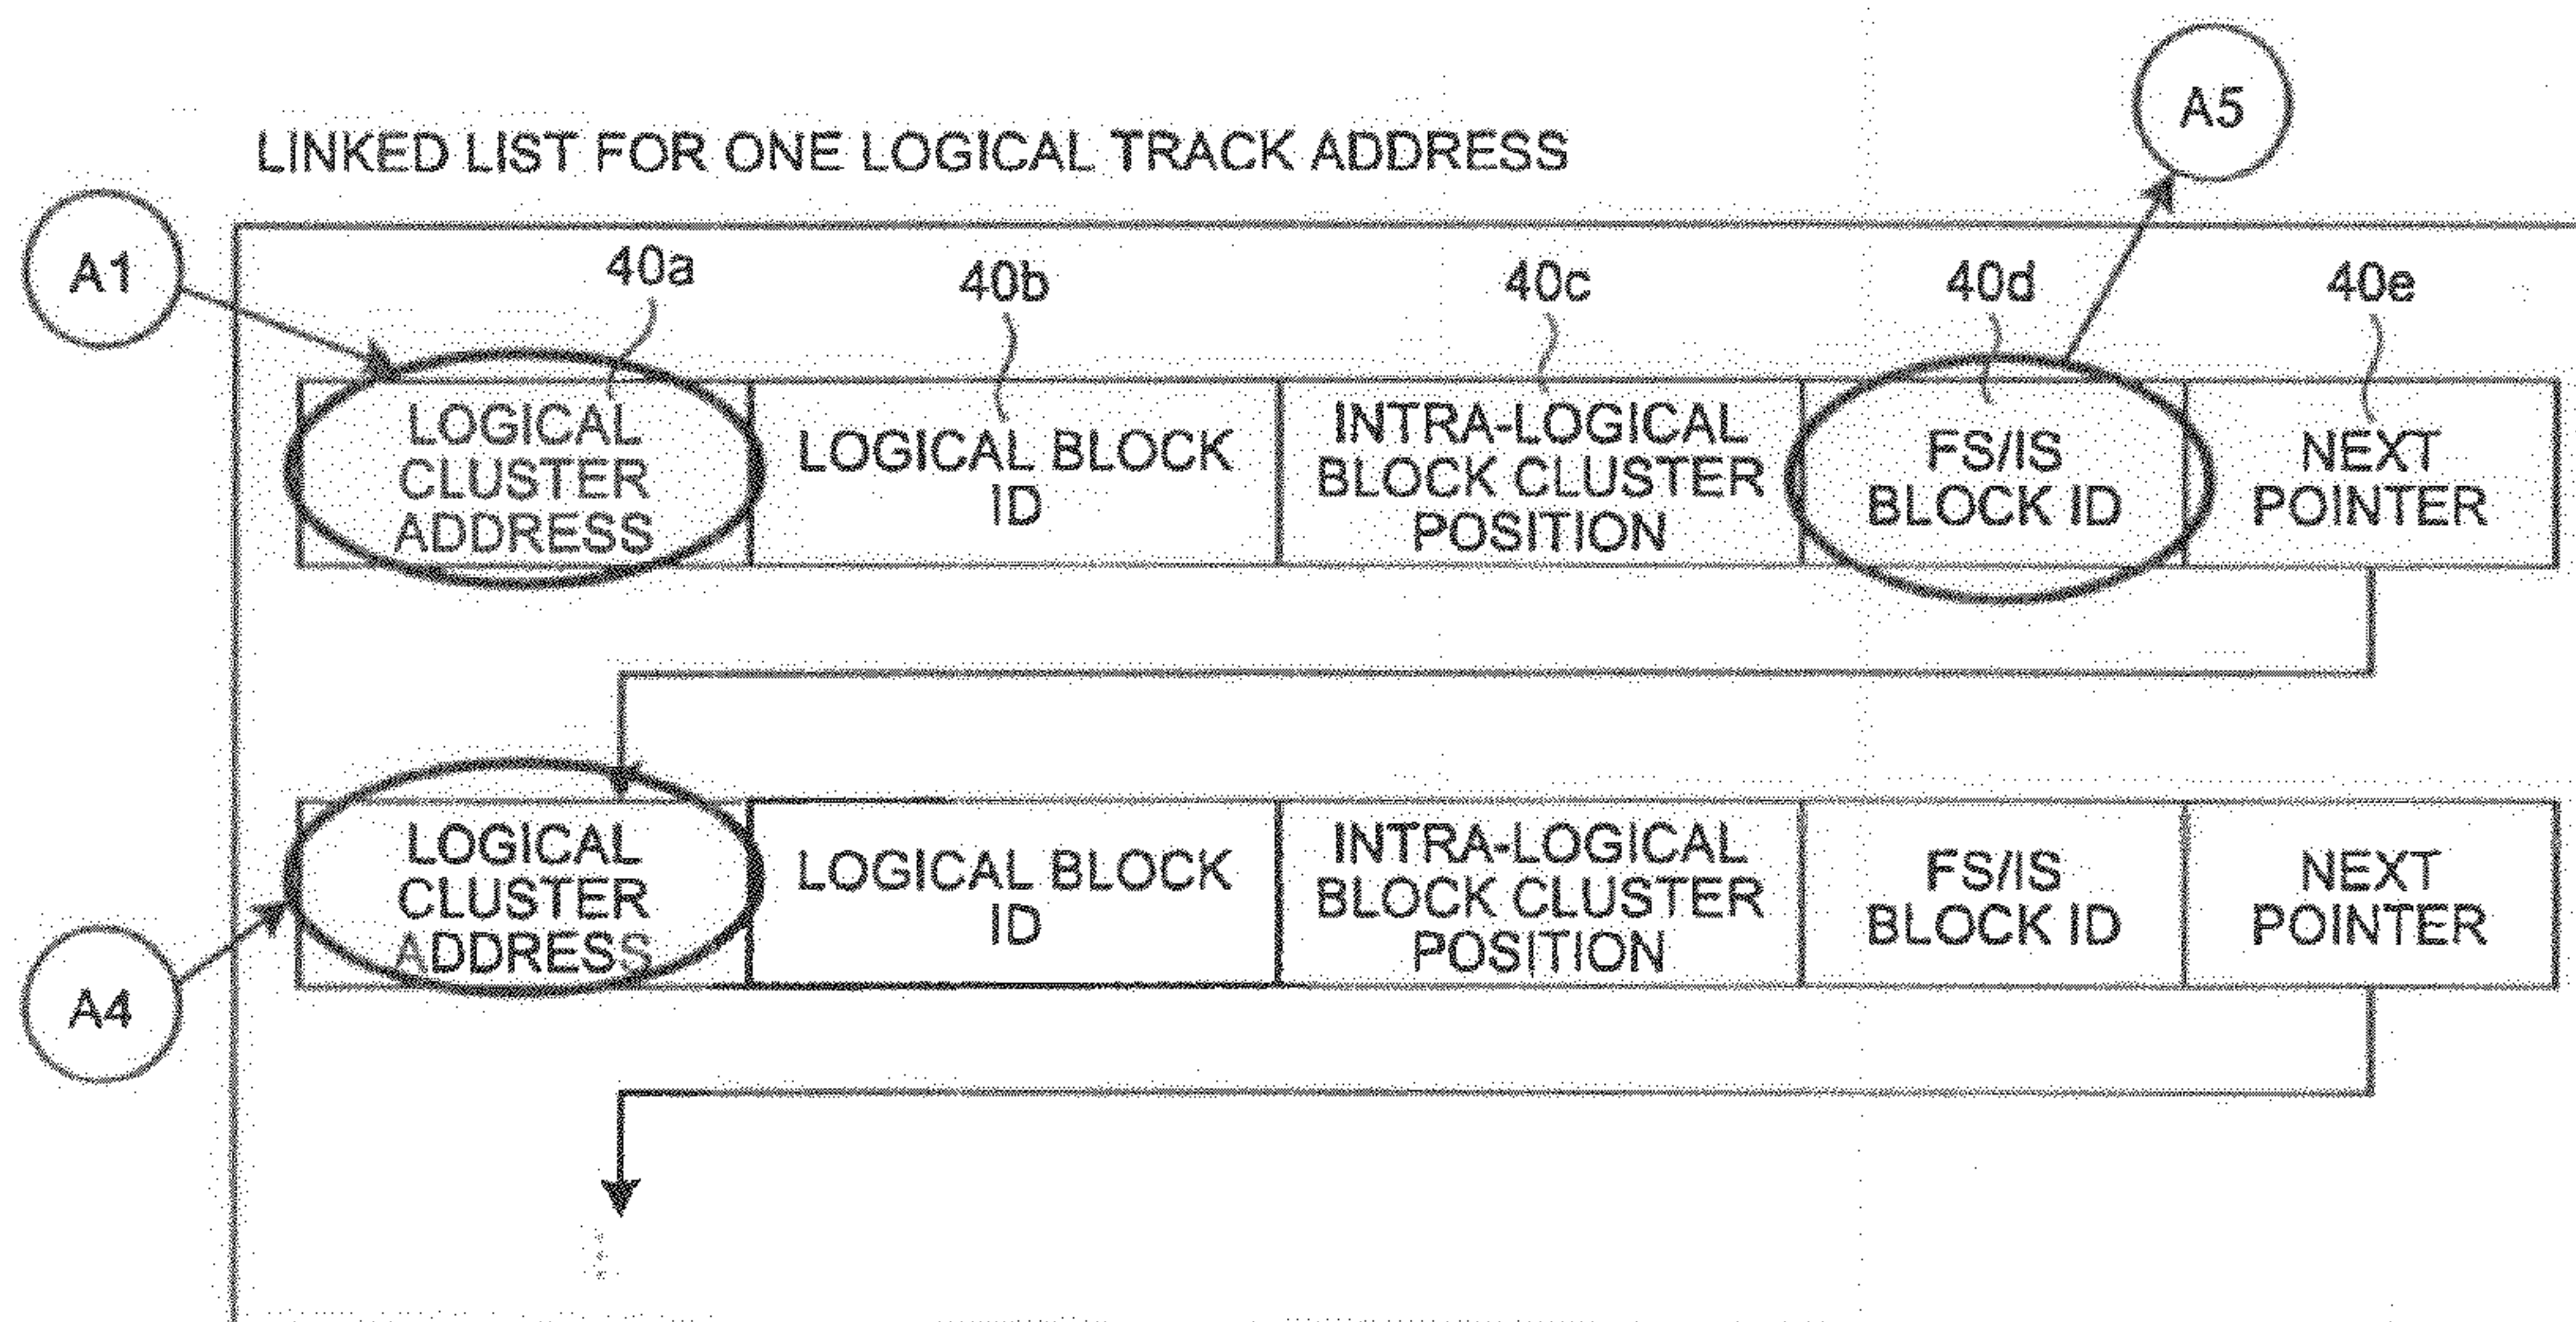 A5
LINKED LIST FOR ONE LOGICAL TRACK ADDRESS
A1
40a
40b
40c
40d
40e
LOGICAL
CLUSTER
ADDRESS
LOGICAL BLOCK
ID
INTRA-LOGICAL
BLOCK CLUSTER
POSITION
FS/IS
BLOCK ID
NEXT
POINTER
LOGICAL
CLUSTER
ADDRESS
LOGICAL BLOCK
ID
INTRA-LOGICAL
BLOCK CLUSTER
POSITION
FS/IS
BLOCK ID
NEXT
POINTER
A4